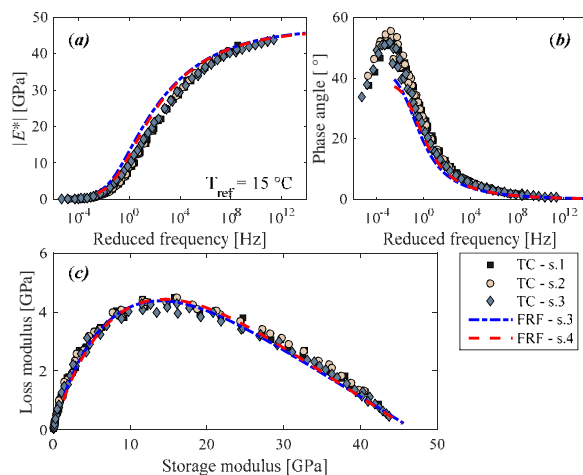 (a)
|E*| [GPa]
50
40
30
20
10
0
T_ref = 15 °C
10^-4 10^0 10^4 10^8 10^12
Reduced frequency [Hz]
(b)
Phase angle [°]
60
40
20
0
10^-4 10^0 10^4 10^8 10^12
Reduced frequency [Hz]
(c)
Loss modulus [GPa]
6
4
2
0
0 10 20 30 40 50
Storage modulus [GPa]
TC - s.1
TC - s.2
TC - s.3
FRF - s.3
FRF - s.4